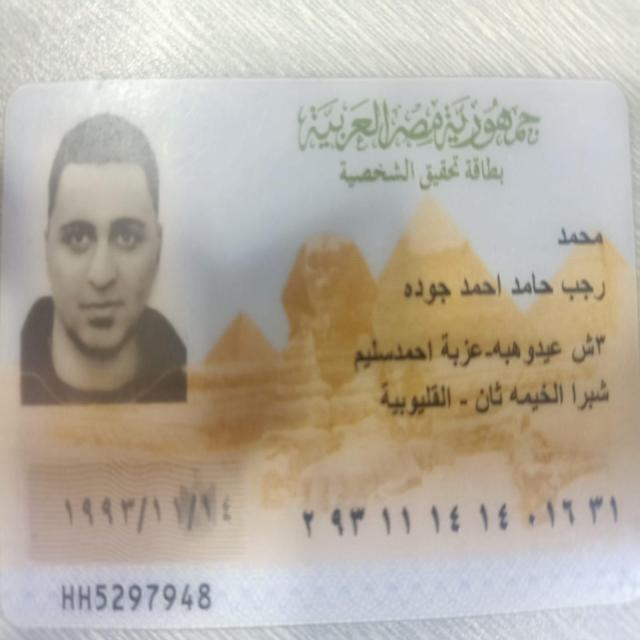 جمهورية مصر العربية
بطاقة تحقيق الشخصية
محمد
رجب حامد احمد جوده
٣ش عبدوهبه-عزبة احمدسليم
شبرا الخيمه ثان - القليوبية
٢ ٩٣ ١١ ١٤ ١٤ ٠١٦ ٣١
١٩٩٣/١١/١٤
HH5297948